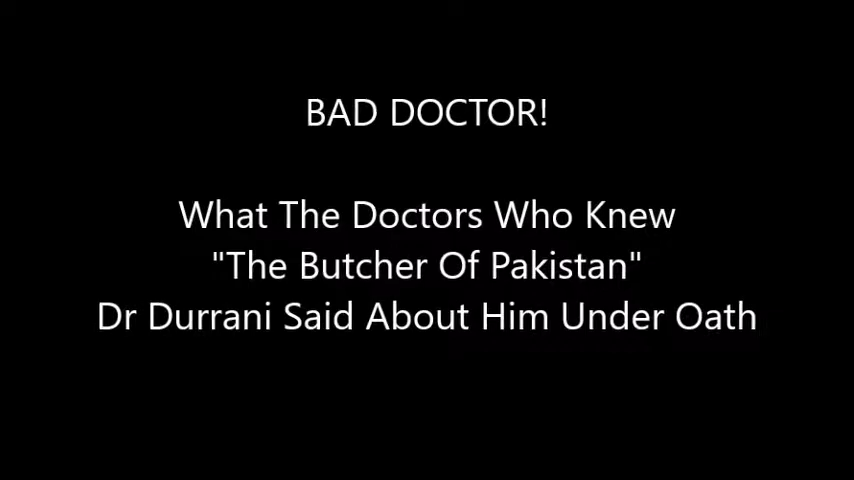 BAD DOCTOR!
What The Doctors Who Knew
"The Butcher Of Pakistan"
Dr Durrani Said About Him Under Oath